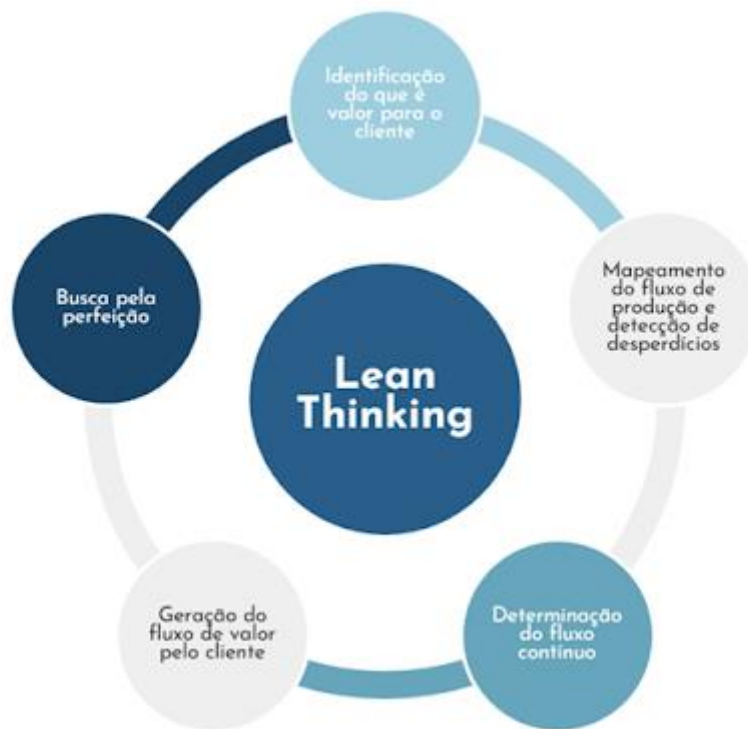 Identificação
do que é
valor para o
cliente
Mapeamento
do fluxo de
produção e
detecção de
desperdícios
Determinação
do fluxo
contínuo
Geração do
fluxo de valor
pelo cliente
Busca pela
perfeição
Lean
Thinking